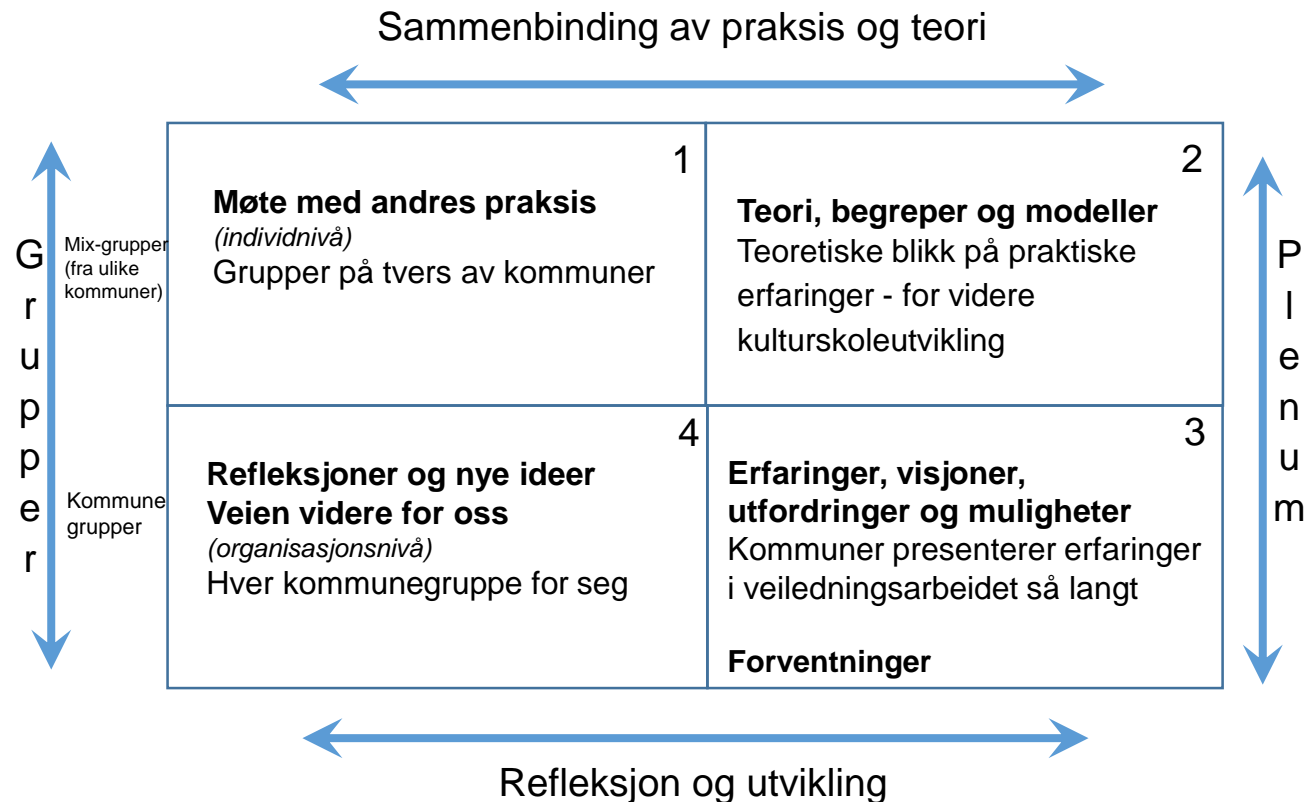 Sammenbinding av praksis og teori
Grupper
Mix-grupper
(fra ulike
kommuner)
Kommune
grupper
1
Møte med andres praksis
(individnivå)
Grupper på tvers av kommuner
2
Teori, begreper og modeller
Teoretiske blikk på praktiske
erfaringer - for videre
kulturskoleutvikling
4
Refleksjoner og nye ideer
Veien videre for oss
(organisasjonsnivå)
Hver kommunegruppe for seg
3
Erfaringer, visjoner,
utfordringer og muligheter
Kommuner presenterer erfaringer
i veiledningsarbeidet så langt
Forventninger
Plenum
Refleksjon og utvikling